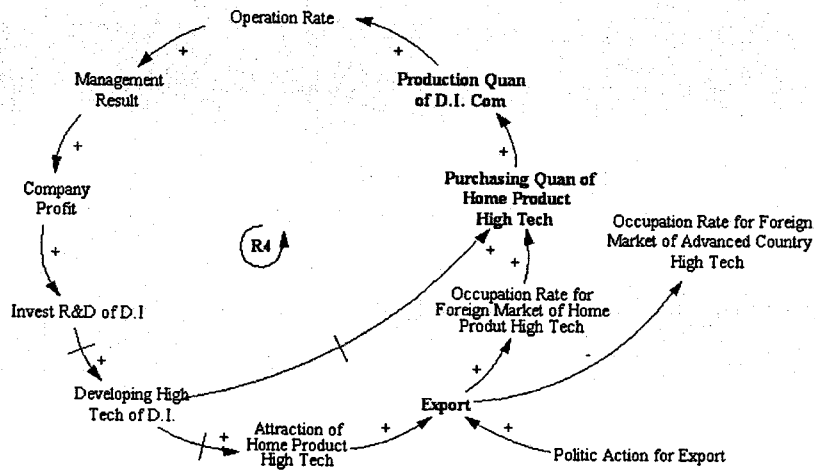 Operation Rate
+
+
Management
Result
Production Quan
of D.I. Com
+
+
Purchasing Quan of
Home Product
High Tech
Company
Profit
Occupation Rate for Foreign
Market of Advanced Country
High Tech
R4
+
+
+
Invest R&D of D.I
Occupation Rate for
Foreign Market of Home
Produt High Tech
+
-
+
Developing High
Tech of D.I.
Export
+
Attraction of
Home Product
High Tech
+
+
Politic Action for Export